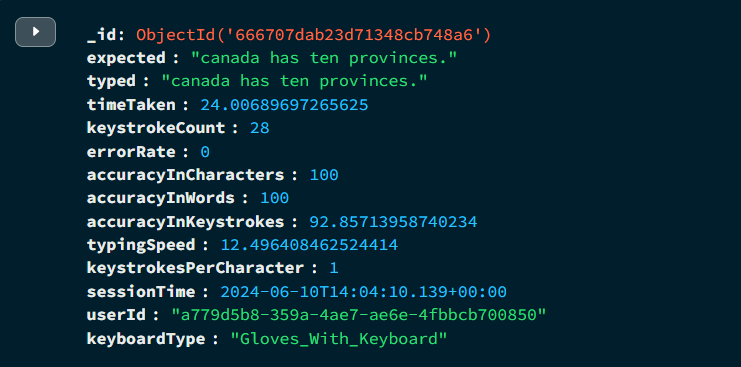 _id: ObjectId('666707dab23d71348cb748a6')
expected : "canada has ten provinces."
typed : "canada has ten provinces."
timeTaken : 24.00689697265625
keystrokeCount : 28
errorRate : 0
accuracyInCharacters : 100
accuracyInWords : 100
accuracyInKeystrokes : 92.85713958740234
typingSpeed : 12.496408462524414
keystrokesPerCharacter : 1
sessionTime : 2024-06-10T14:04:10.139+00:00
userId : "a779d5b8-359a-4ae7-ae6e-4fbbcb700850"
keyboardType : "Gloves_With_Keyboard"